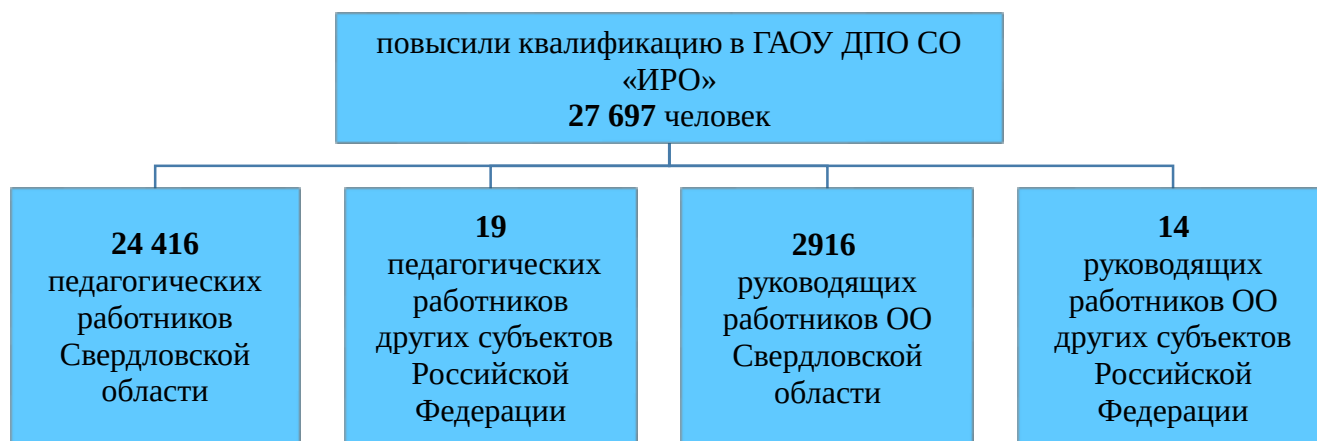 повысили квалификацию в ГАОУ ДПО СО
«ИРО»
27 697 человек
24 416
педагогических
работников
Свердловской
области
19
педагогических
работников
других субъектов
Российской
Федерации
2916
руководящих
работников ОО
Свердловской
области
14
руководящих
работников ОО
других субъектов
Российской
Федерации